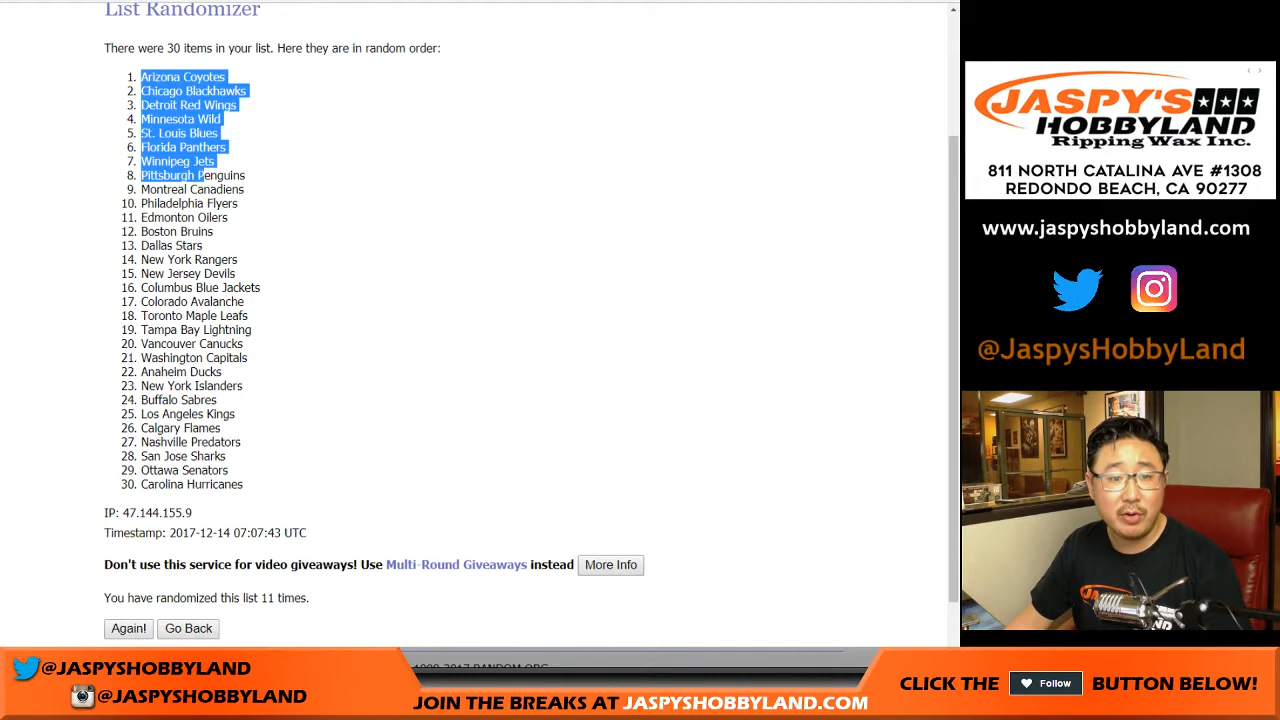 List Randomizer
There were 30 items in your list. Here they are in random order:
1. Arizona Coyotes
2. Chicago Blackhawks
3. Detroit Red Wings
4. Minnesota Wild
5. St. Louis Blues
6. Florida Panthers
7. Winnipeg Jets
8. Pittsburgh Penguins
9. Montreal Canadiens
10. Philadelphia Flyers
11. Edmonton Oilers
12. Boston Bruins
13. Dallas Stars
14. New York Rangers
15. New Jersey Devils
16. Columbus Blue Jackets
17. Colorado Avalanche
18. Toronto Maple Leafs
19. Tampa Bay Lightning
20. Vancouver Canucks
21. Washington Capitals
22. Anaheim Ducks
23. New York Islanders
24. Buffalo Sabres
25. Los Angeles Kings
26. Calgary Flames
27. Nashville Predators
28. San Jose Sharks
29. Ottawa Senators
30. Carolina Hurricanes
IP: 47.144.155.9
Timestamp: 2017-12-14 07:07:43 UTC
Don't use this service for video giveaways! Use Multi-Round Giveaways instead More Info
You have randomized this list 11 times.
Again! Go Back
JASPY'S
HOBBYLAND
Ripping Wax Inc.
811 NORTH CATALINA AVE #1308
REDONDO BEACH, CA 90277
www.jaspyshobbyland.com
@JaspysHobbyLand
@JASPYSHOBBYLAND
@JASPYSHOBBYLAND
JOIN THE BREAKS AT JASPYSHOBBYLAND.COM
CLICK THE Follow BUTTON BELOW!